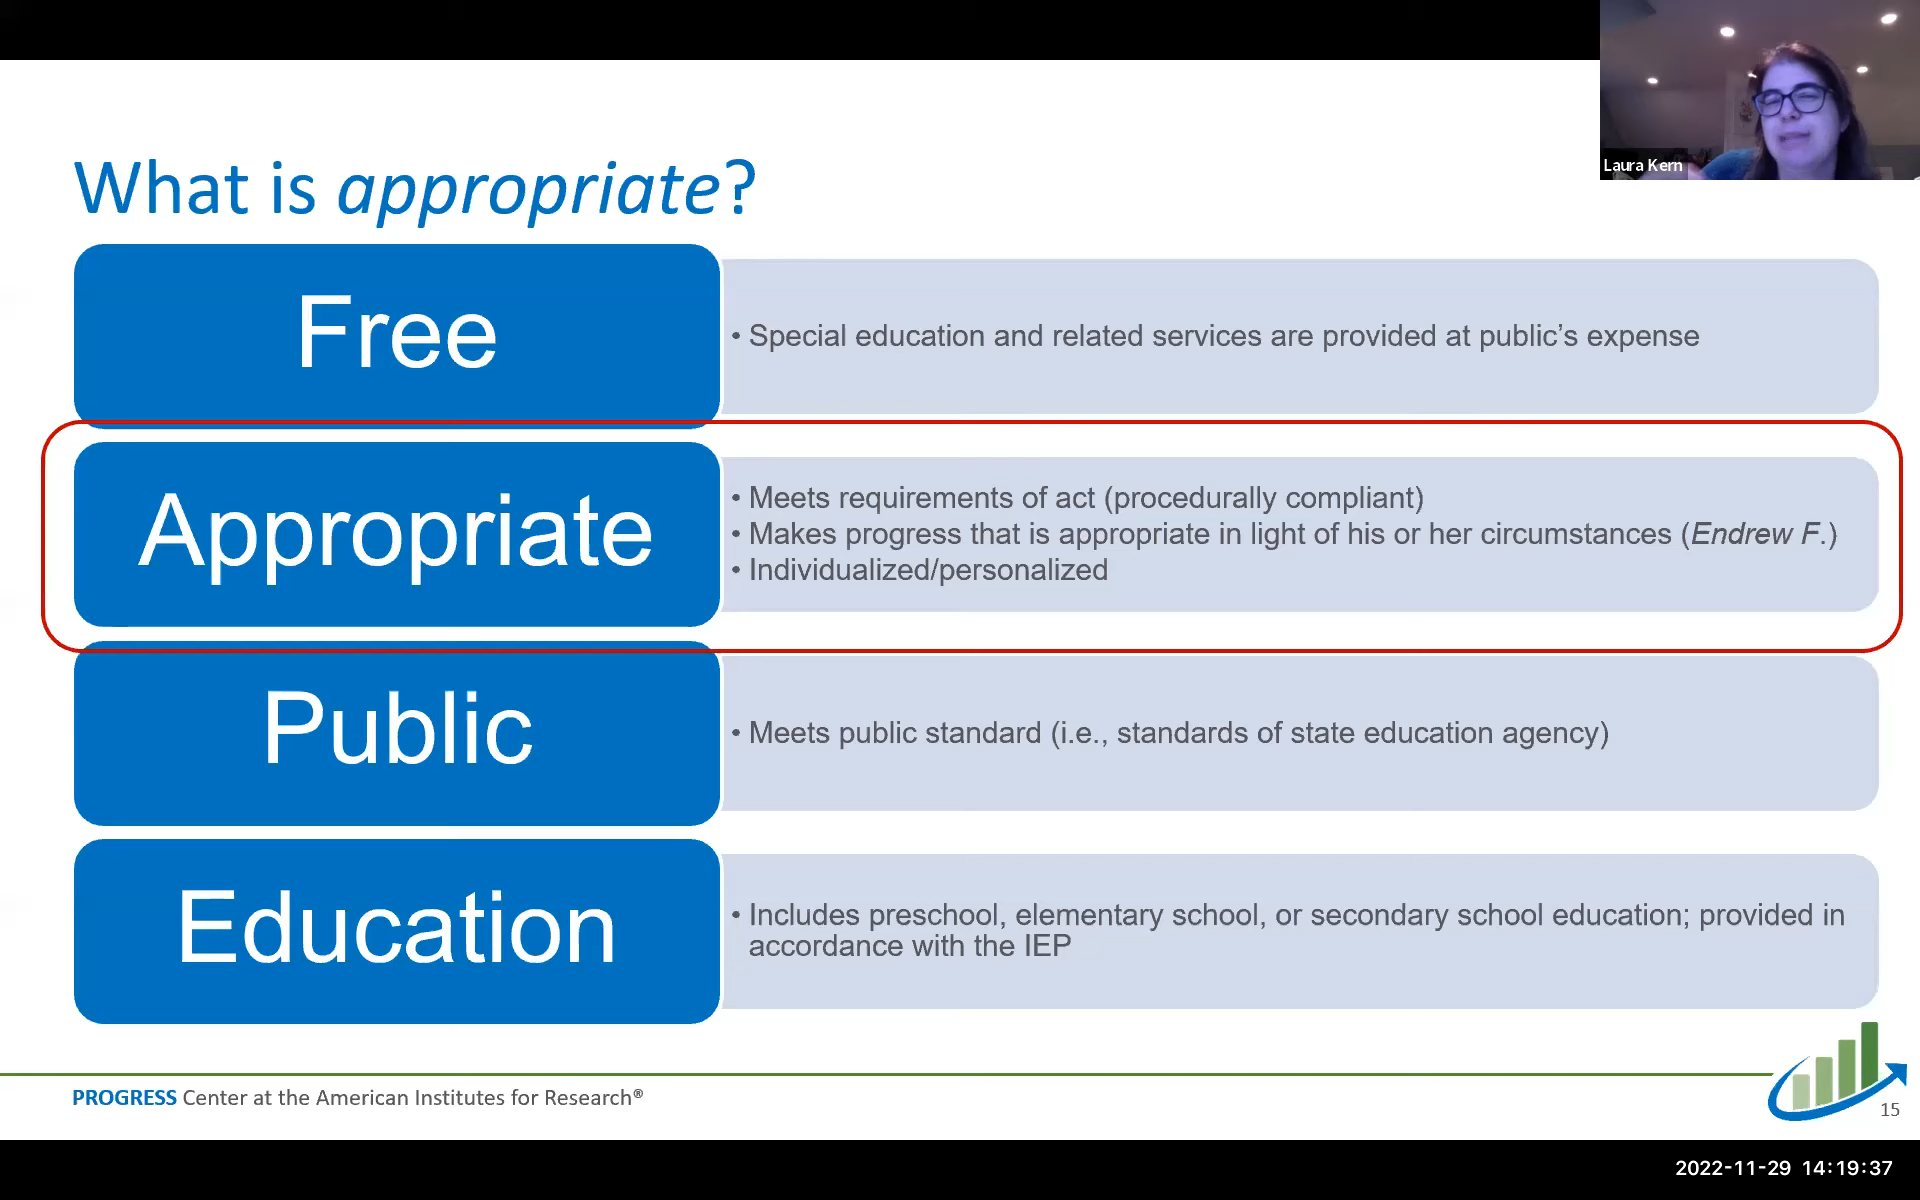 Laura Kern
What is appropriate?
Free
• Special education and related services are provided at public’s expense
Appropriate
• Meets requirements of act (procedurally compliant)
• Makes progress that is appropriate in light of his or her circumstances (Endrew F.)
• Individualized/personalized
Public
• Meets public standard (i.e., standards of state education agency)
Education
• Includes preschool, elementary school, or secondary school education; provided in
accordance with the IEP
PROGRESS Center at the American Institutes for Research®
15
2022-11-29 14:19:37